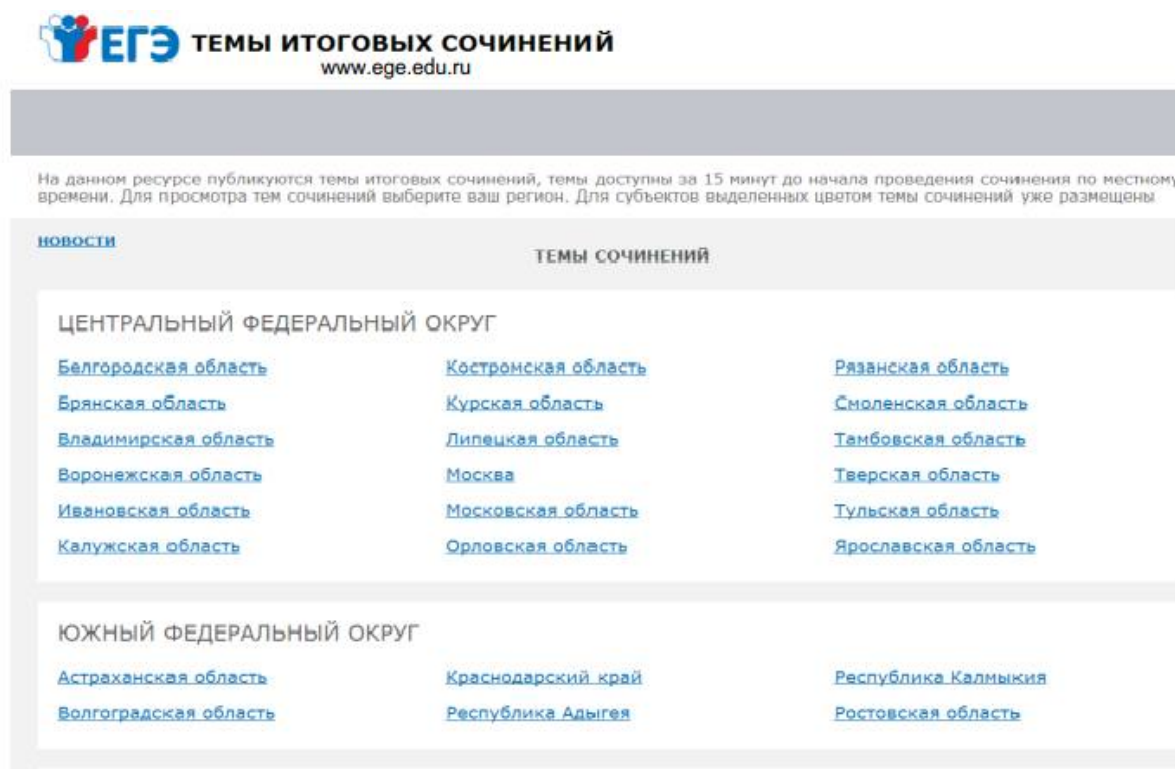 ЕГЭ ТЕМЫ ИТОГОВЫХ СОЧИНЕНИЙ
www.ege.edu.ru
На данном ресурсе публикуются темы итоговых сочинений, темы доступны за 15 минут до начала проведения сочинения по местному
времени. Для просмотра тем сочинений выберите ваш регион. Для субъектов выделенных цветом темы сочинений уже размещены
НОВОСТИ
ТЕМЫ СОЧИНЕНИЙ
ЦЕНТРАЛЬНЫЙ ФЕДЕРАЛЬНЫЙ ОКРУГ
Белгородская область Костромская область Рязанская область
Брянская область Курская область Смоленская область
Владимирская область Липецкая область Тамбовская область
Воронежская область Москва Тверская область
Ивановская область Московская область Тульская область
Калужская область Орловская область Ярославская область
ЮЖНЫЙ ФЕДЕРАЛЬНЫЙ ОКРУГ
Астраханская область Краснодарский край Республика Калмыкия
Волгоградская область Республика Адыгея Ростовская область